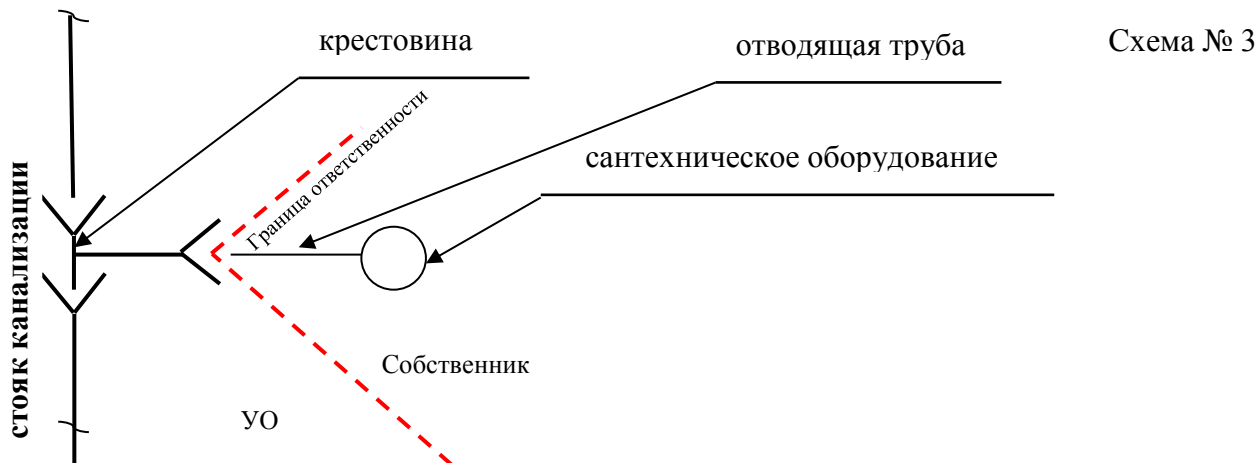 крестовина
отводящая труба
Схема № 3
Граница ответственности
сантехническое оборудование
стояк канализации
Собственник
УО